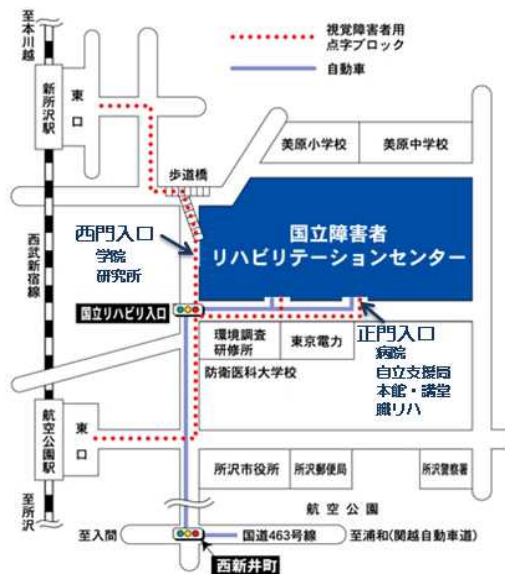 至本川越
新所沢駅
東口
視覚障害者用
点字ブロック
自動車
美原小学校
美原中学校
歩道橋
西門入口
学院
研究所
国立障害者
リハビリテーションセンター
西武新宿線
国立リハビリ入口
環境調査
研修所
東京電力
正門入口
病院
自立支援局
本館・講堂
職リハ
防衛医科大学校
航空公園駅
東口
所沢市役所
所沢郵便局
所沢警察署
至所沢
航空公園
至入間
国道463号線
至浦和(関越自動車道)
西新井町